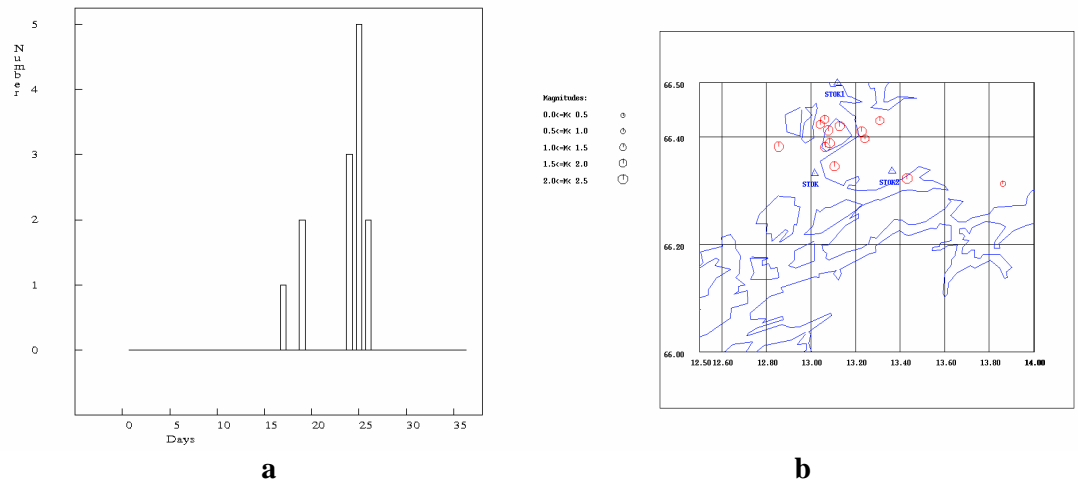 5
4
3
2
1
0
Number
0 5 10 15 20 25 30 35
Days
a
Magnitudes:
0.0<=M< 0.5
0.5<=M< 1.0
1.0<=M< 1.5
1.5<=M< 2.0
2.0<=M< 2.5
66.50
66.40
66.20
66.00
STOK1
STOK
STOK2
12.50 12.60 12.80 13.00 13.20 13.40 13.60 13.80 14.00
b